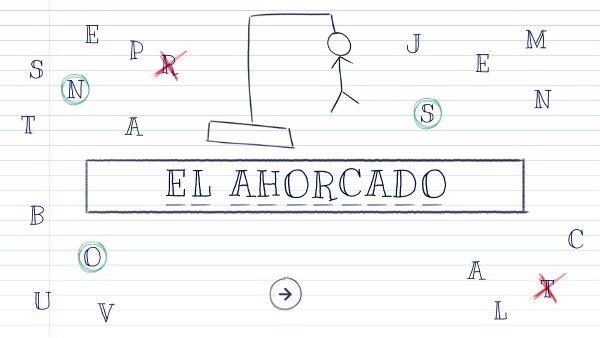 E P R J E M
S N S N
T A
EL AHORCADO
B C
O A T
U V L